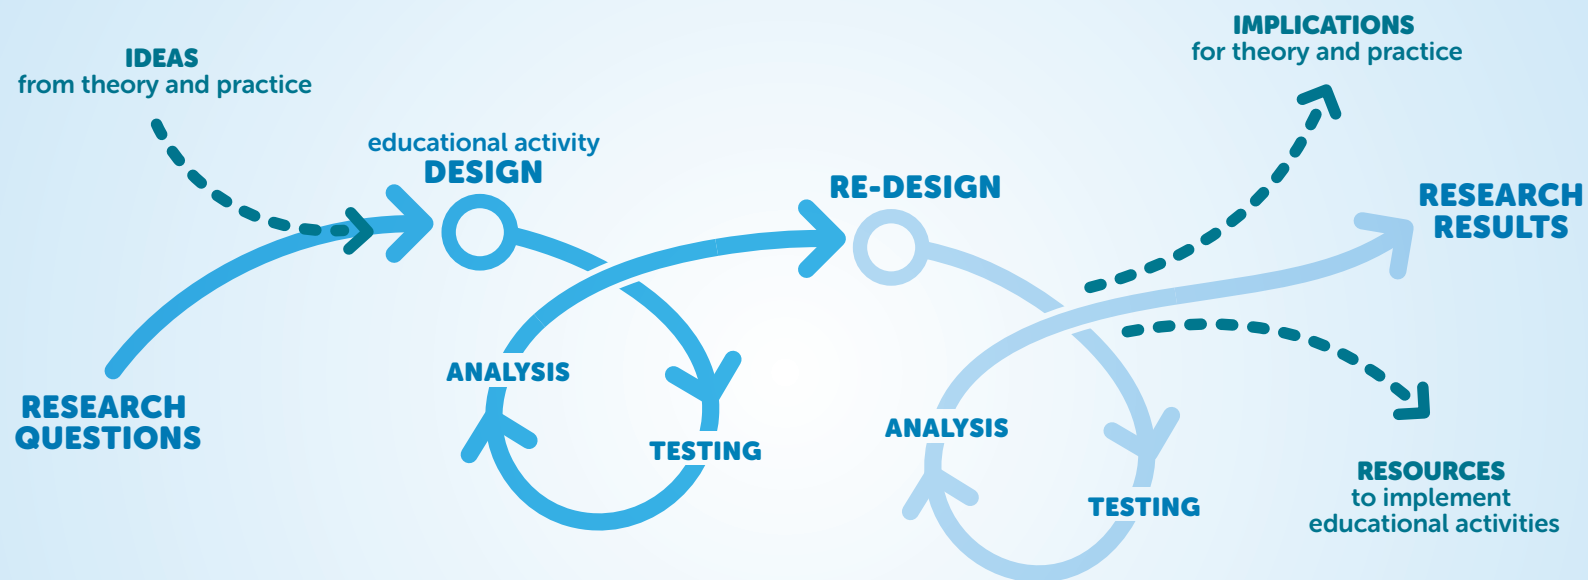 IDEAS
from theory and practice
RESEARCH
QUESTIONS
educational activity
DESIGN
ANALYSIS
TESTING
RE-DESIGN
ANALYSIS
TESTING
IMPLICATIONS
for theory and practice
RESEARCH
RESULTS
RESOURCES
to implement
educational activities